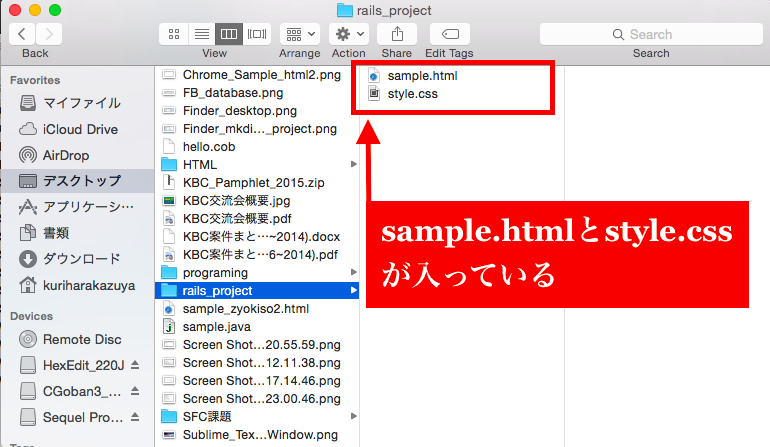 rails_project
Back
View
Arrange
Action
Share
Edit Tags
Search
Search
Favorites
マイファイル
iCloud Drive
AirDrop
デスクトップ
アプリケーシ…
書類
ダウンロード
kuriharakazuya
Devices
Remote Disc
HexEdit_220J
CGoban3_…
Sequel Pro…
Chrome_Sample_html2.png
FB_database.png
Finder_desktop.png
Finder_mkdi…_project.png
hello.cob
HTML
KBC_Pamphlet_2015.zip
KBC交流会概要.jpg
KBC交流会概要.pdf
KBC案件まと…~2014).docx
KBC案件まと…6~2014).pdf
programing
rails_project
sample_zyokiso2.html
sample.java
Screen Shot…20.55.59.png
Screen Shot…12.11.38.png
Screen Shot…17.14.46.png
Screen Shot…23.00.46.png
SFC課題
Sublime_Tex…Window.png
sample.html
style.css
sample.htmlとstyle.css
が入っている